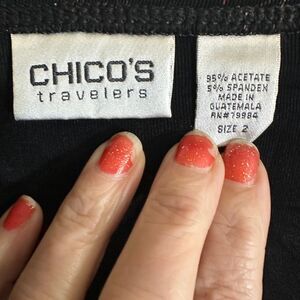 CHICO'S
travelers
95% ACETATE
5% SPANDEX
MADE IN
GUATEMALA
RN#79984
SIZE 2